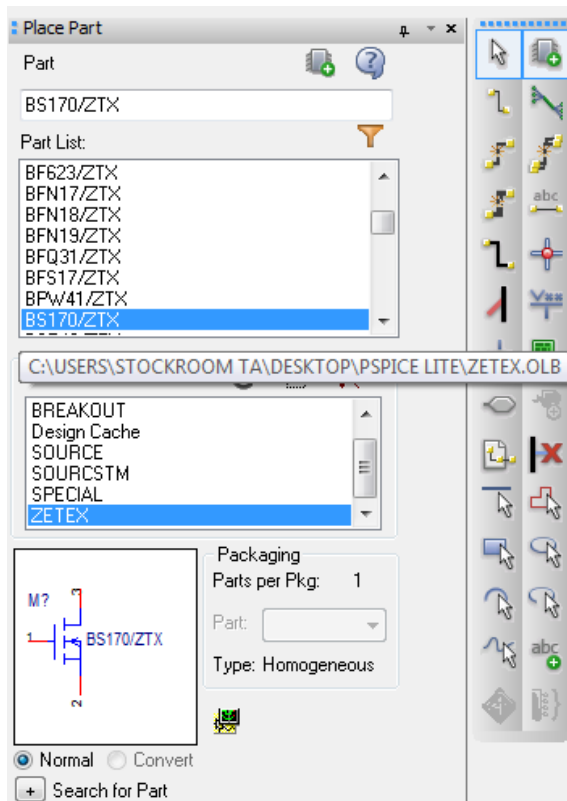 Place Part
Part
BS170/ZTX
Part List:
BF623/ZTX
BFN17/ZTX
BFN18/ZTX
BFN19/ZTX
BFQ31/ZTX
BFS17/ZTX
BPW41/ZTX
BS170/ZTX
C:\USERS\STOCKROOM TA\DESKTOP\PSPICE LITE\ZETEX.OLB
BREAKOUT
Design Cache
SOURCE
SOURCSTM
SPECIAL
ZETEX
M?
3
1
BS170/ZTX
2
Packaging
Parts per Pkg: 1
Part:
Type: Homogeneous
Normal Convert
+ Search for Part
abc
abc